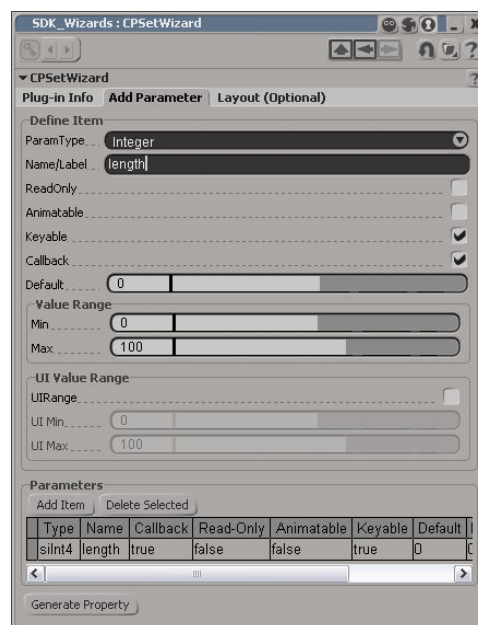 SDK_Wizards : CPSetWizard
CPSetWizard
Plug-in Info Add Parameter Layout (Optional)
Define Item
ParamType Integer
Name/Label length
ReadOnly
Animatable
Keyable
Callback
Default 0
Value Range
Min 0
Max 100
UI Value Range
UIRange
UI Min 0
UI Max 100
Parameters
Add Item Delete Selected
Type Name Callback Read-Only Animatable Keyable Default
siInt4 length true false false true 0
Generate Property